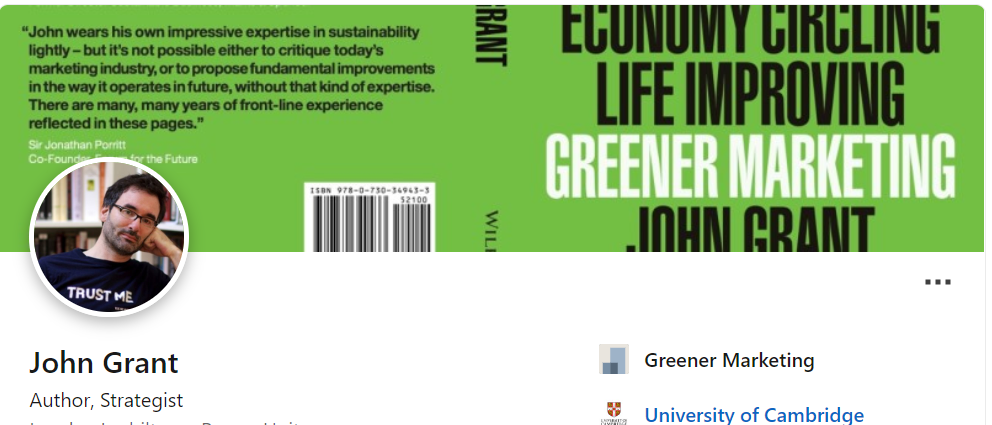 “John wears his own impressive expertise in sustainability
lightly – but it’s not possible either to critique today’s
marketing industry, or to propose fundamental improvements
in the way it operates in future, without that kind of expertise.
There are many, many years of front-line experience
reflected in these pages.”
Sir Jonathan Porritt
Co-Founder, for the Future
ISBN 978-0-730-34943-3
52100
GRANT
WIL
ECONOMY CIRCLING
LIFE IMPROVING
GREENER MARKETING
JOHN GRANT
TRUST ME
...
John Grant
Author, Strategist
Greener Marketing
University of Cambridge